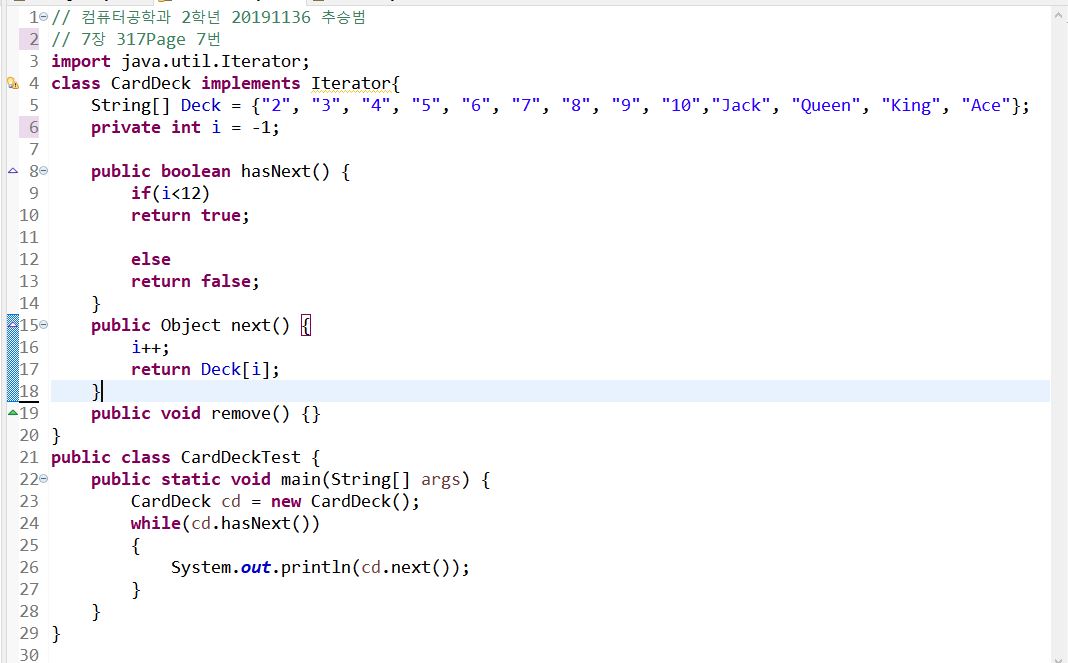 1 // 컴퓨터공학과 2학년 20191136 추승범
2 // 7장 317Page 7번
3 import java.util.Iterator;
4 class CardDeck implements Iterator{
5     String[] Deck = {"2", "3", "4", "5", "6", "7", "8", "9", "10","Jack", "Queen", "King", "Ace"};
6     private int i = -1;
7
8     public boolean hasNext() {
9         if(i<12)
10         return true;
11
12         else
13         return false;
14     }
15     public Object next() {
16         i++;
17         return Deck[i];
18     }
19     public void remove() {}
20 }
21 public class CardDeckTest {
22     public static void main(String[] args) {
23         CardDeck cd = new CardDeck();
24         while(cd.hasNext())
25         {
26             System.out.println(cd.next());
27         }
28     }
29 }
30